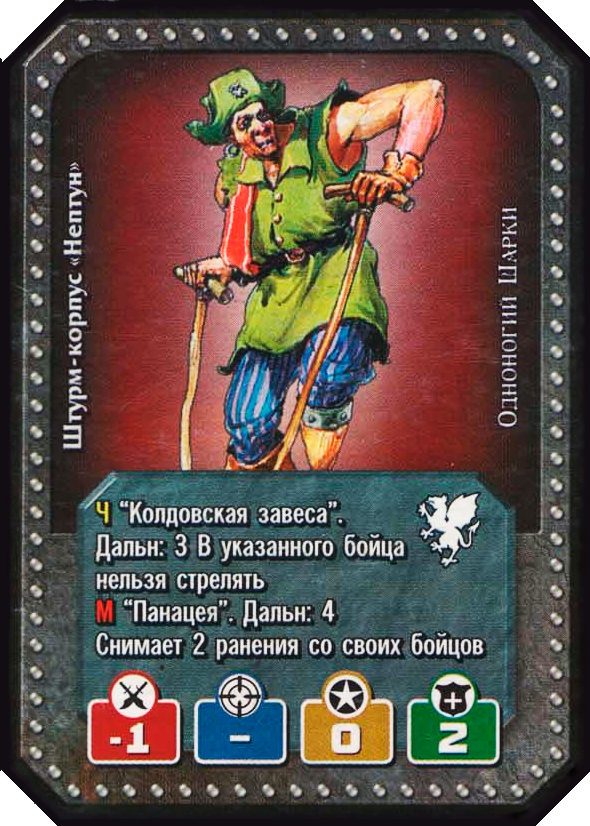 Штурм-корпус «Нептун»
Одноногий Шарки
Ч “Колдовская завеса”.
Дальн: 3 В указанного бойца
нельзя стрелять
М “Панацея”. Дальн: 4
Снимает 2 ранения со своих бойцов
-1 – 0 2